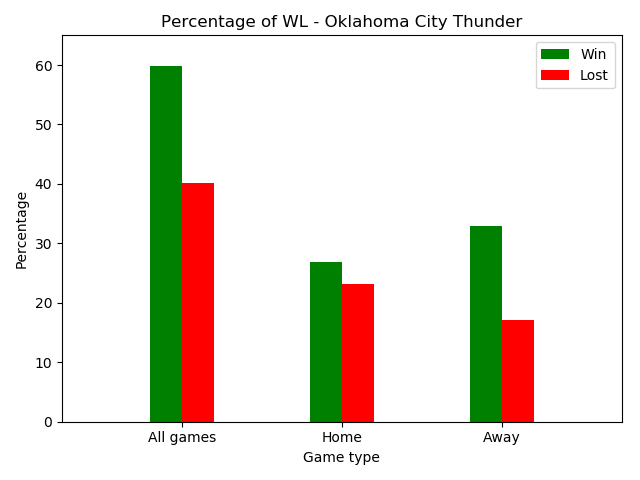 Percentage of WL - Oklahoma City Thunder
Win
Lost
Percentage
60
50
40
30
20
10
0
All games
Home
Away
Game type